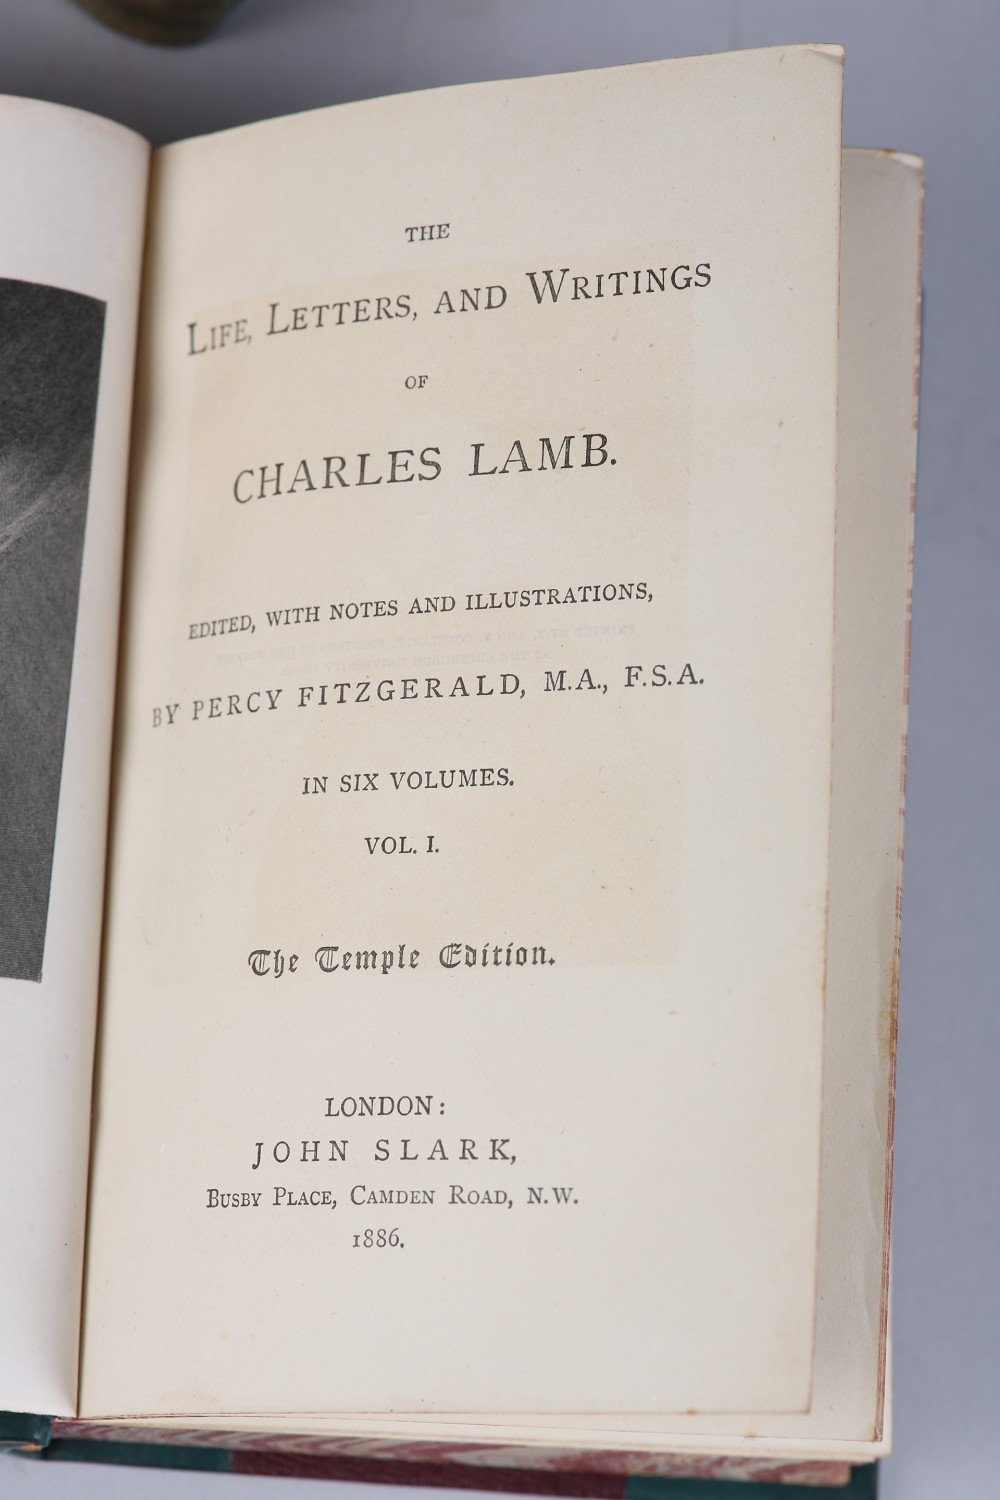 THE
LIFE, LETTERS, AND WRITINGS
OF
CHARLES LAMB.
EDITED, WITH NOTES AND ILLUSTRATIONS,
BY PERCY FITZGERALD, M.A., F.S.A.
IN SIX VOLUMES.
VOL. I.
The Temple Edition.
LONDON:
JOHN SLARK,
BUSBY PLACE, CAMDEN ROAD, N.W.
1886.